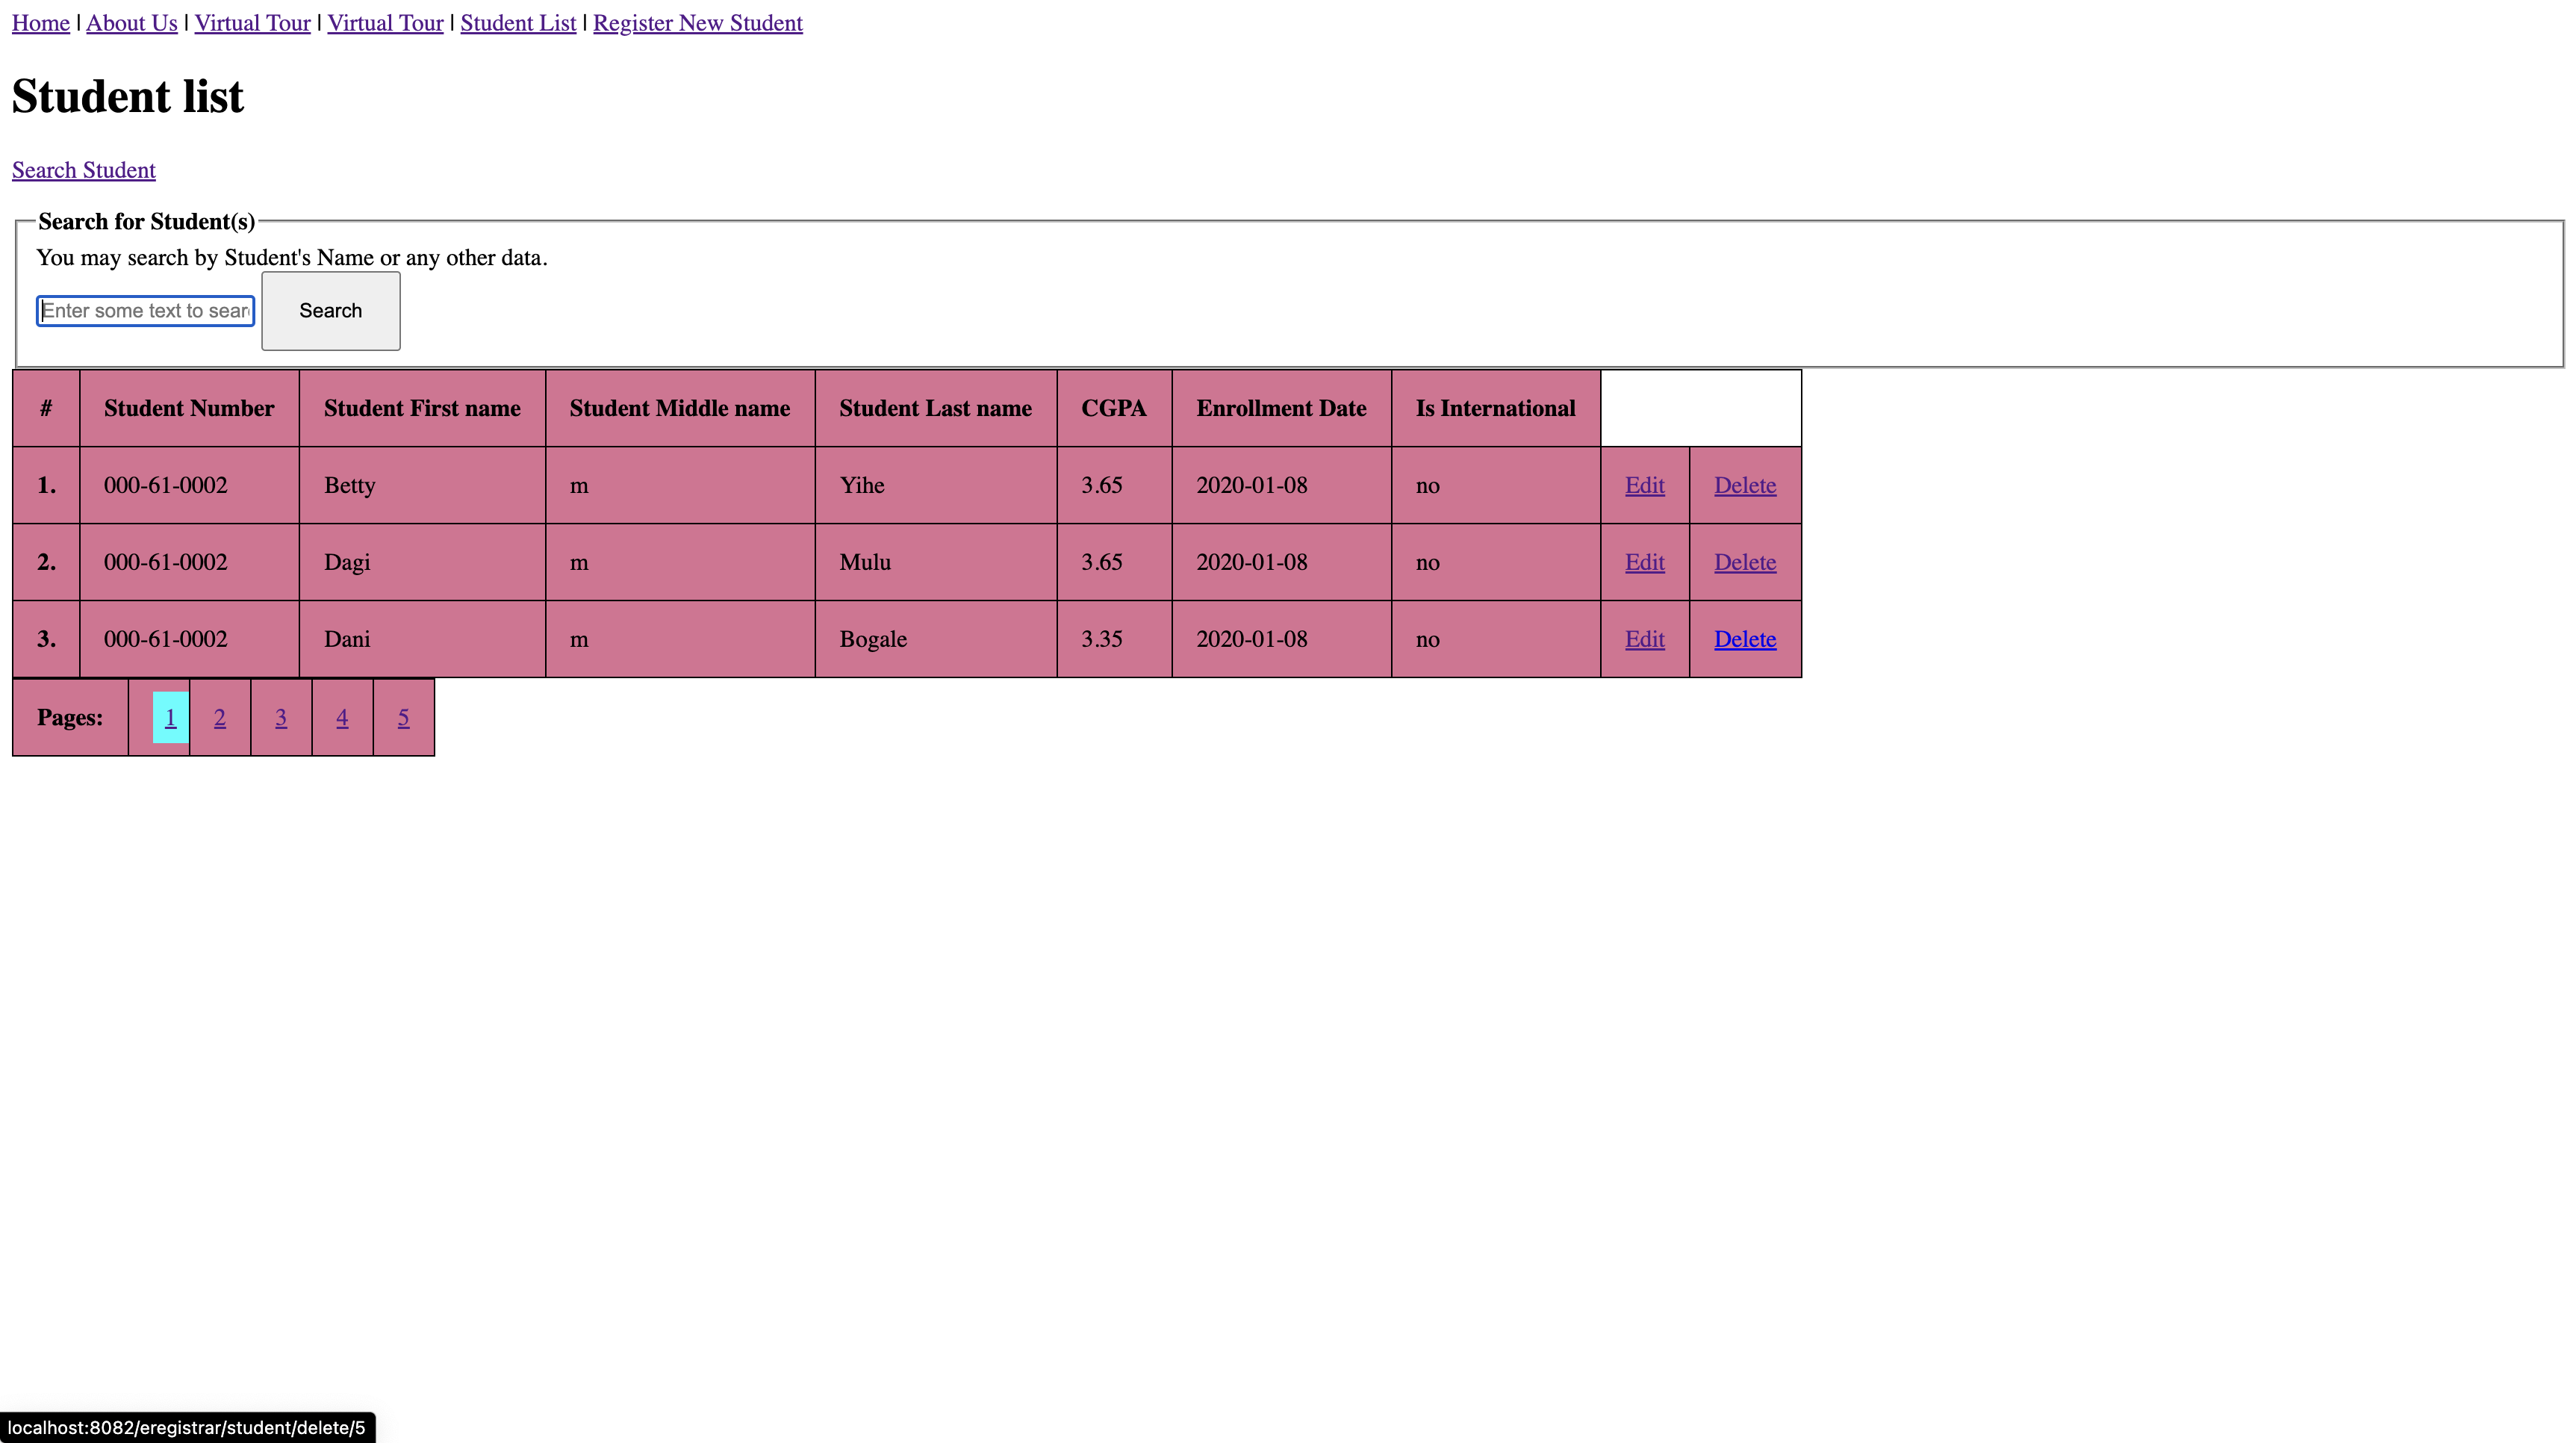 Home | About Us | Virtual Tour | Virtual Tour | Student List | Register New Student
Student list
Search Student
Search for Student(s)
You may search by Student's Name or any other data.
Enter some text to sear
Search
# Student Number Student First name Student Middle name Student Last name CGPA Enrollment Date Is International
1. 000-61-0002 Betty m Yihe 3.65 2020-01-08 no Edit Delete
2. 000-61-0002 Dagi m Mulu 3.65 2020-01-08 no Edit Delete
3. 000-61-0002 Dani m Bogale 3.35 2020-01-08 no Edit Delete
Pages: 1 2 3 4 5
localhost:8082/eregistrar/student/delete/5